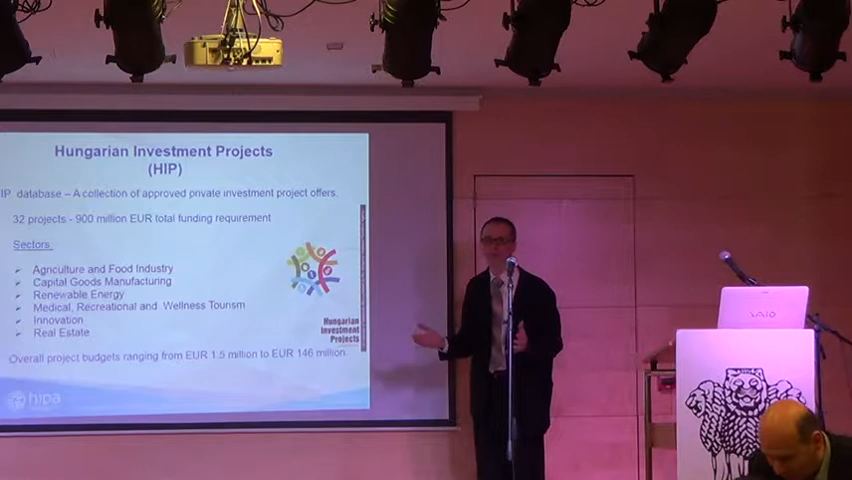 Hungarian Investment Projects
(HIP)
IP database – A collection of approved private investment project offers.
32 projects - 900 million EUR total funding requirement
Sectors:
➢ Agriculture and Food Industry
➢ Capital Goods Manufacturing
➢ Renewable Energy
➢ Medical, Recreational and Wellness Tourism
➢ Innovation
➢ Real Estate
Hungarian
Investment
Projects
Overall project budgets ranging from EUR 1.5 million to EUR 146 million.
hipa
VAIO